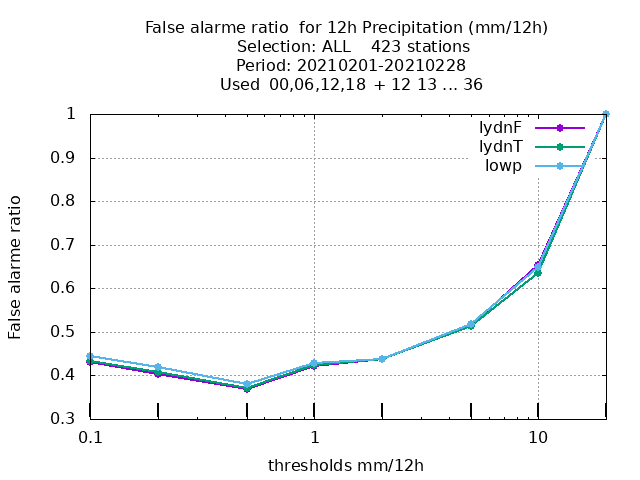 False alarme ratio  for 12h Precipitation (mm/12h)
Selection: ALL    423 stations
Period: 20210201-20210228
Used  00,06,12,18  + 12 13 ... 36
lydnF
lydnT
lowp
1
0.9
0.8
0.7
0.6
0.5
0.4
0.3
False alarme ratio
0.1 1 10
thresholds mm/12h